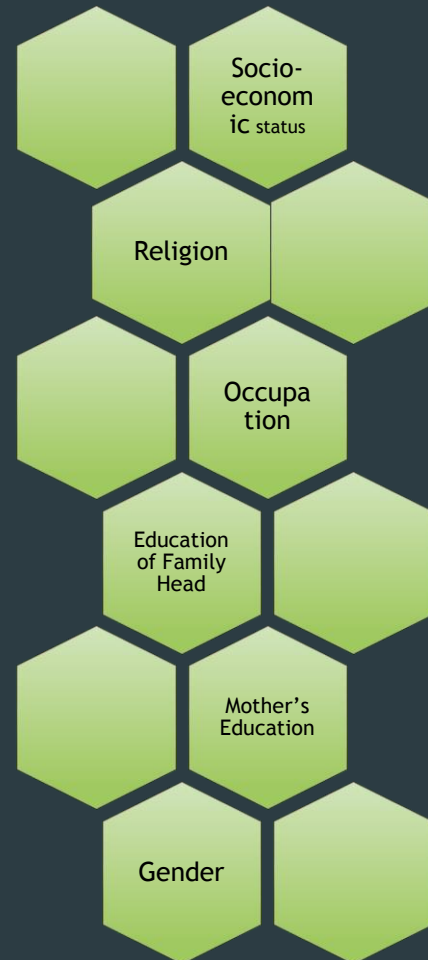 Socio-
econom
ic status
Religion
Occupa
tion
Education
of Family
Head
Mother’s
Education
Gender